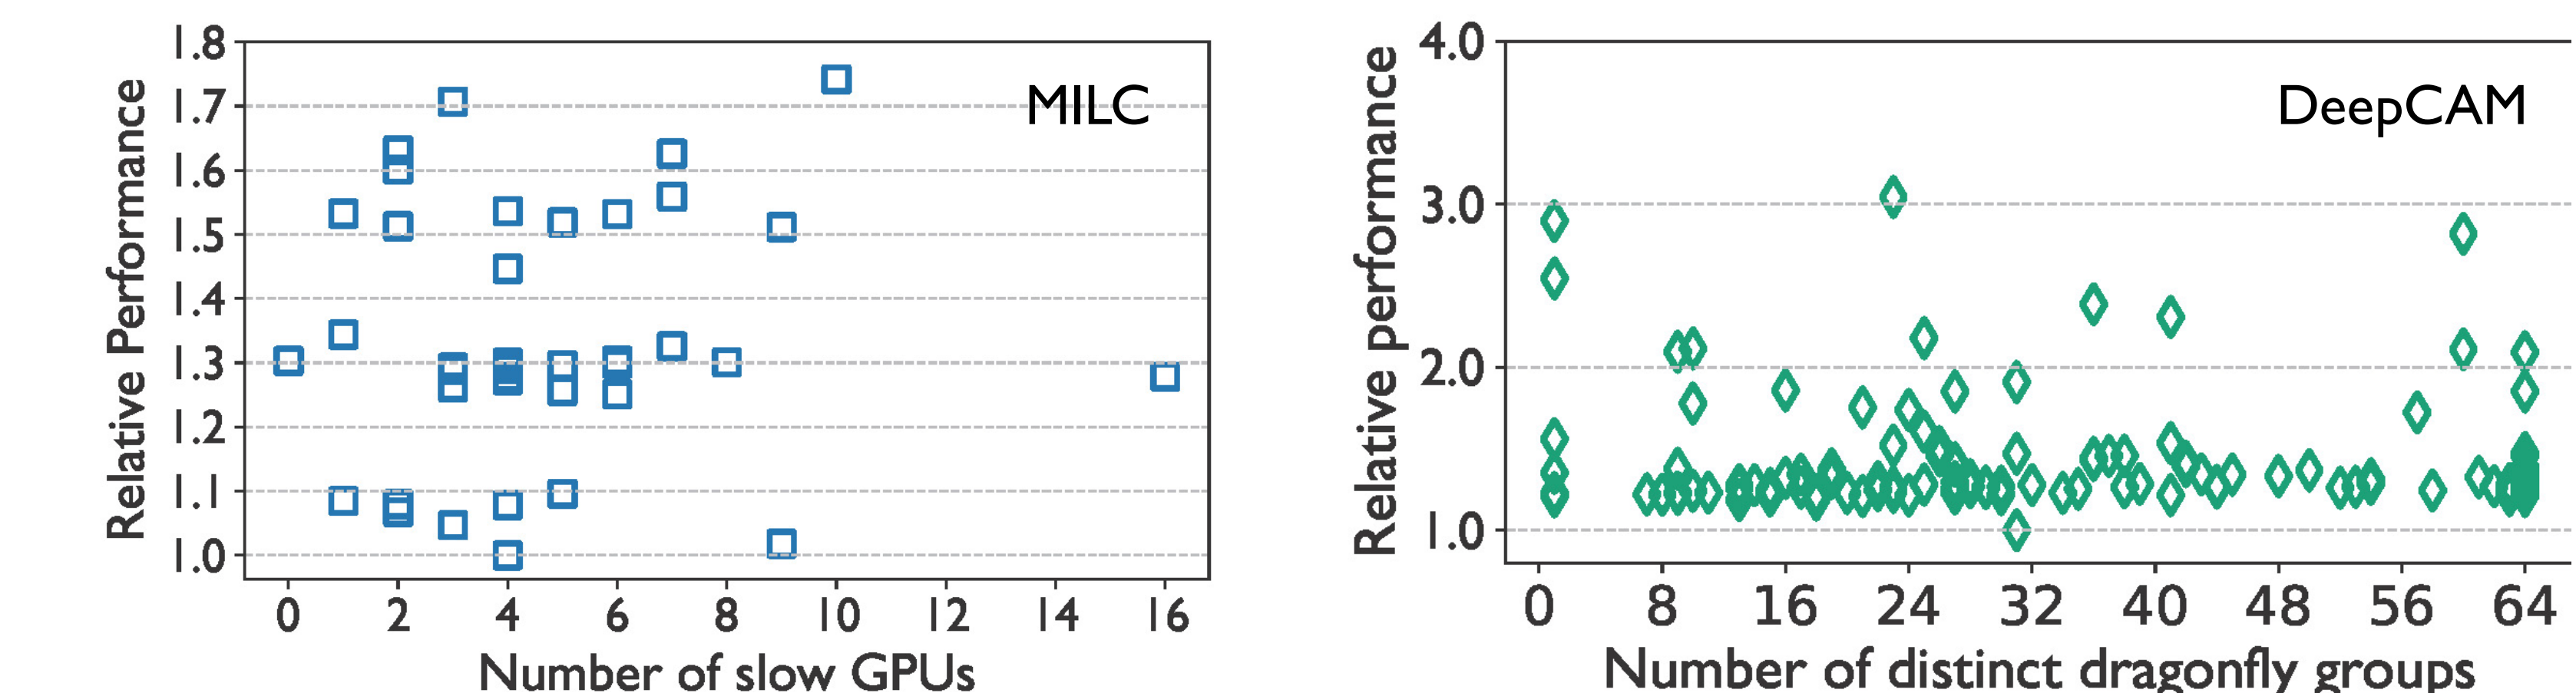 1.8
1.7
1.6
1.5
1.4
1.3
1.2
1.1
1.0
Relative Performance
MILC
0 2 4 6 8 10 12 14 16
Number of slow GPUs
4.0
3.0
2.0
1.0
Relative performance
DeepCAM
0 8 16 24 32 40 48 56 64
Number of distinct dragonfly groups